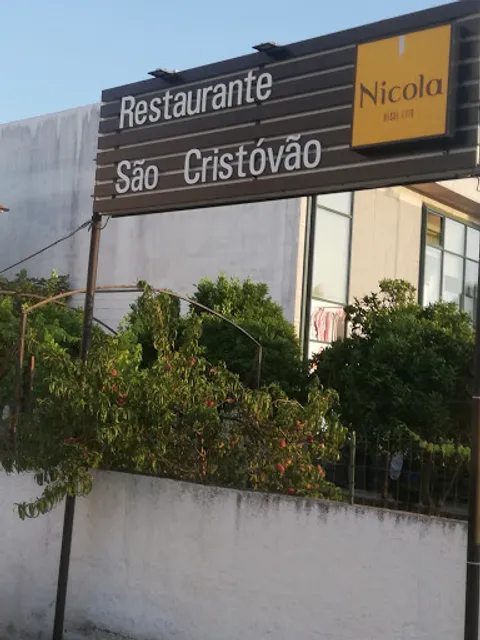 Restaurante
São Cristóvão
Nicola